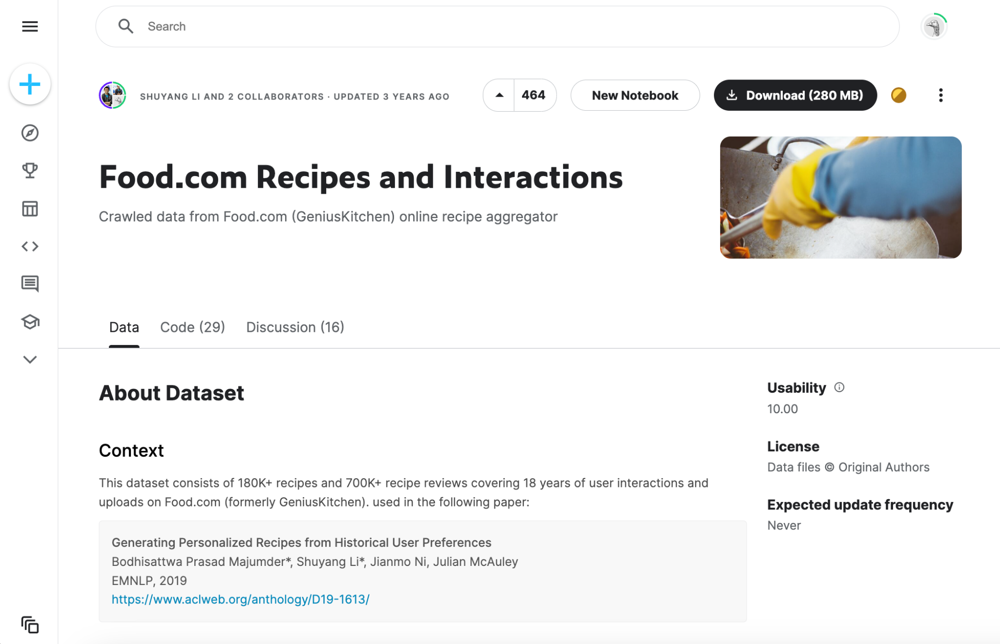 Search
SHUYANG LI AND 2 COLLABORATORS · UPDATED 3 YEARS AGO
464
New Notebook
Download (280 MB)
Food.com Recipes and Interactions
Crawled data from Food.com (GeniusKitchen) online recipe aggregator
Data
Code (29)
Discussion (16)
About Dataset
Context
This dataset consists of 180K+ recipes and 700K+ recipe reviews covering 18 years of user interactions and
uploads on Food.com (formerly GeniusKitchen). used in the following paper:
Generating Personalized Recipes from Historical User Preferences
Bodhisattwa Prasad Majumder*, Shuyang Li*, Jianmo Ni, Julian McAuley
EMNLP, 2019
https://www.aclweb.org/anthology/D19-1613/
Usability
10.00
License
Data files © Original Authors
Expected update frequency
Never